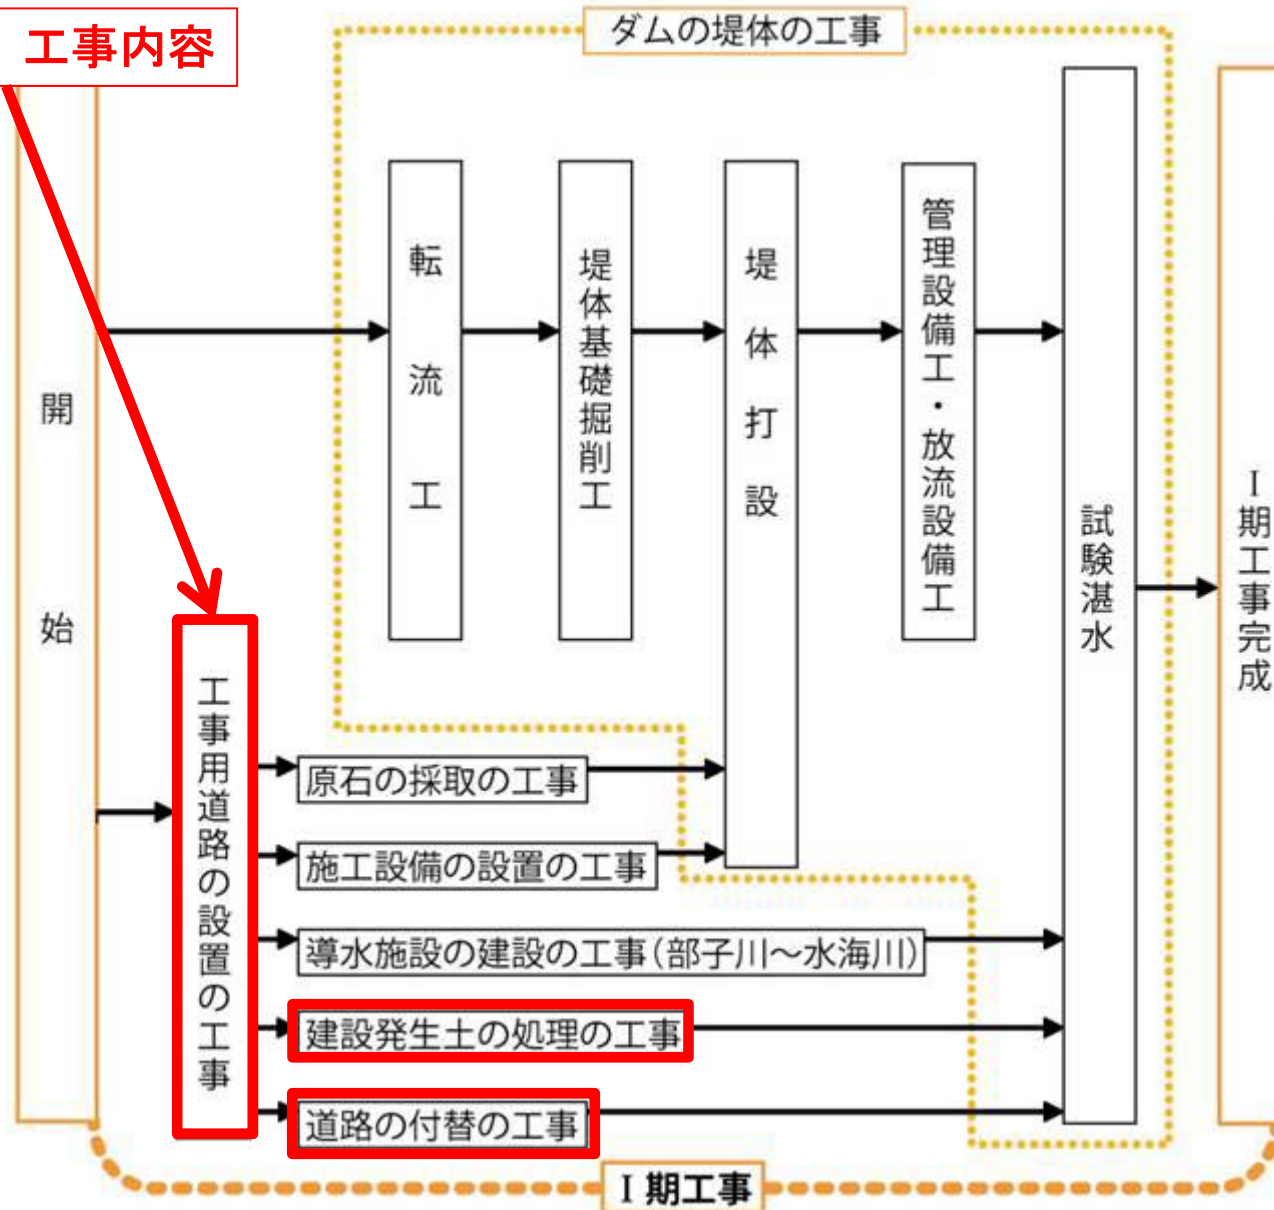 工事内容
ダムの堤体の工事
開始
転流工
堤体基礎掘削工
堤体打設
管理設備工・放流設備工
試験湛水
Ⅰ期工事完成
工事用道路の設置の工事
原石の採取の工事
施工設備の設置の工事
導水施設の建設の工事(部子川~水海川)
建設発生土の処理の工事
道路の付替の工事
Ⅰ期工事